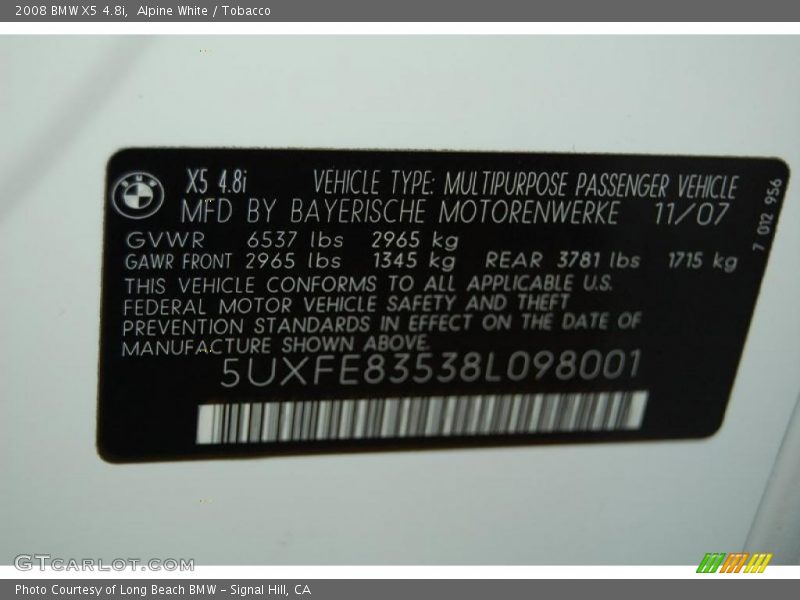 2008 BMW X5 4.8i,  Alpine White / Tobacco
BMW
X5 4.8i VEHICLE TYPE: MULTIPURPOSE PASSENGER VEHICLE
MFD BY BAYERISCHE MOTORENWERKE 11/07
GVWR 6537 lbs 2965 kg
GAWR FRONT 2965 lbs 1345 kg REAR 3781 lbs 1715 kg
THIS VEHICLE CONFORMS TO ALL APPLICABLE U.S.
FEDERAL MOTOR VEHICLE SAFETY AND THEFT
PREVENTION STANDARDS IN EFFECT ON THE DATE OF
MANUFACTURE SHOWN ABOVE.
5UXFE83538L098001
7 012 956
GTCARLOT.COM
Photo Courtesy of Long Beach BMW – Signal Hill, CA